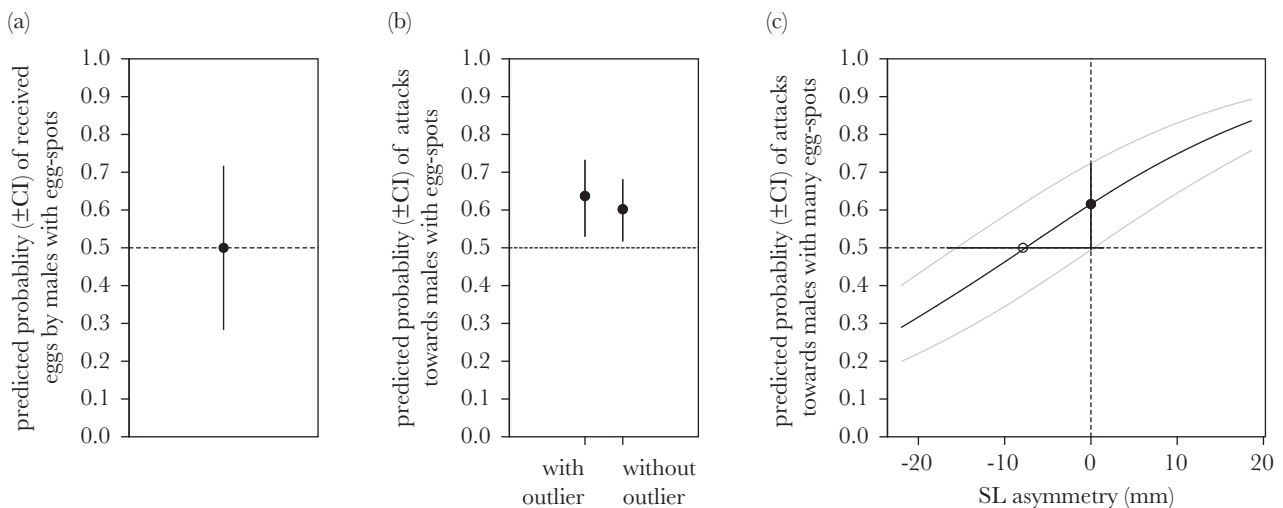 (a)
predicted probablity (±CI) of received
eggs by males with egg-spots
1.0
0.9
0.8
0.7
0.6
0.5
0.4
0.3
0.2
0.1
0.0
(b)
predicted probability (±CI) of attacks
towards males with egg-spots
1.0
0.9
0.8
0.7
0.6
0.5
0.4
0.3
0.2
0.1
0.0
with
outlier
without
outlier
(c)
predicted probability (±CI) of attacks
towards males with many egg-spots
1.0
0.9
0.8
0.7
0.6
0.5
0.4
0.3
0.2
0.1
0.0
-20
-10
0
10
20
SL asymmetry (mm)